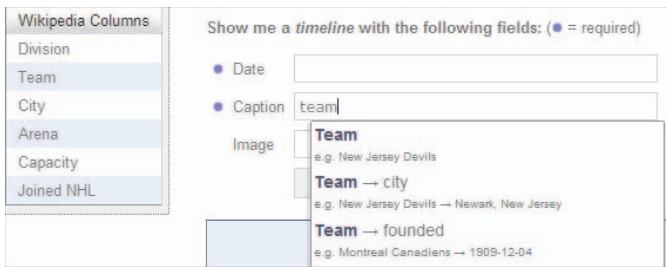 Wikipedia Columns
Division
Team
City
Arena
Capacity
Joined NHL
Show me a timeline with the following fields: (● = required)
● Date
● Caption team
Image
Team
e.g. New Jersey Devils
Team → city
e.g. New Jersey Devils → Newark, New Jersey
Team → founded
e.g. Montreal Canadiens → 1909-12-04